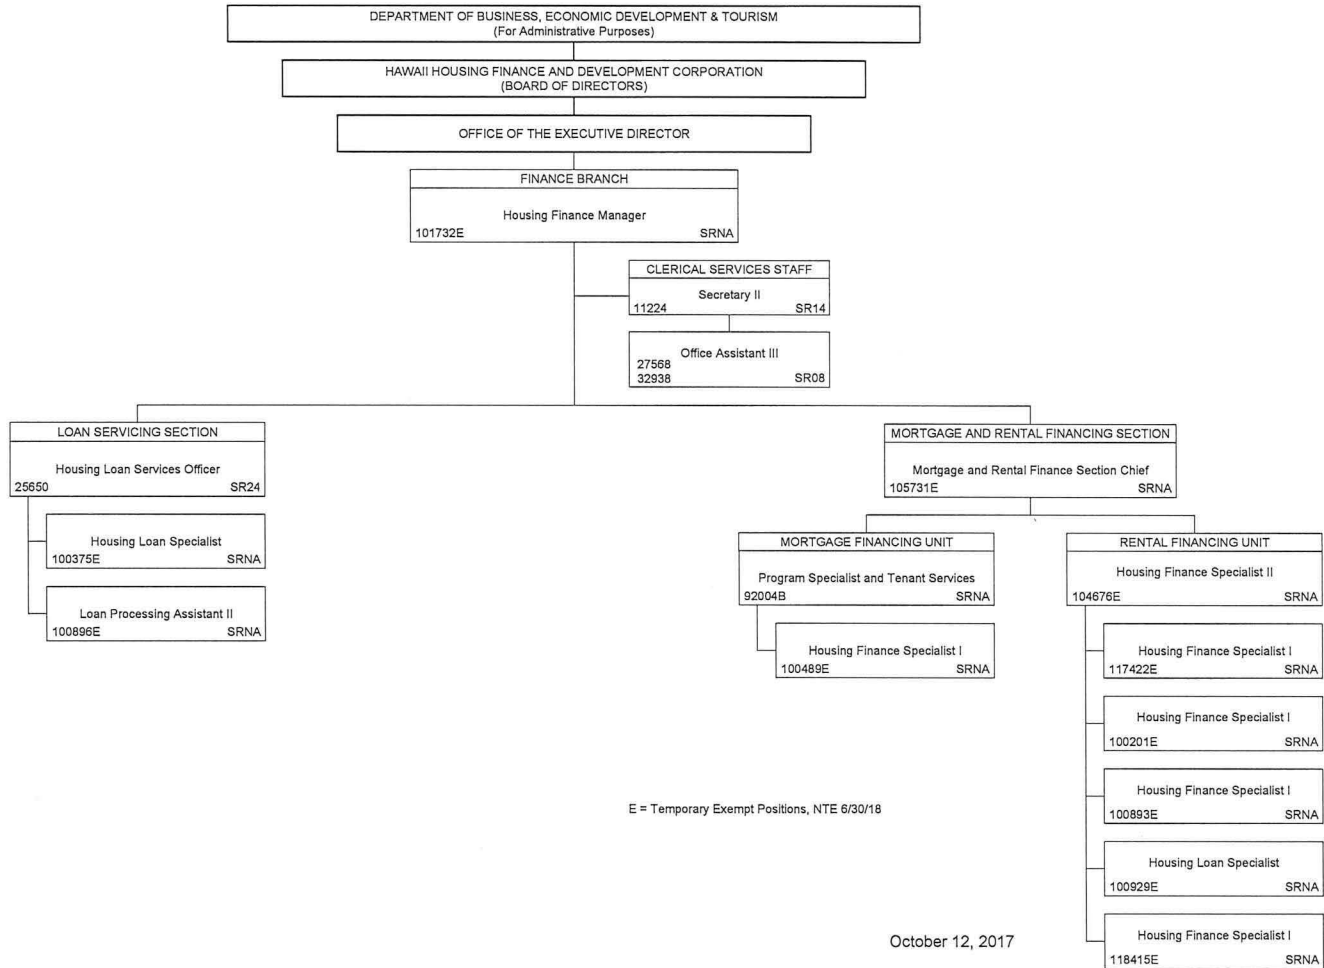 DEPARTMENT OF BUSINESS, ECONOMIC DEVELOPMENT & TOURISM
(For Administrative Purposes)
HAWAII HOUSING FINANCE AND DEVELOPMENT CORPORATION
(BOARD OF DIRECTORS)
OFFICE OF THE EXECUTIVE DIRECTOR
FINANCE BRANCH
Housing Finance Manager
101732E SRNA
CLERICAL SERVICES STAFF
Secretary II
11224 SR14
Office Assistant III
27568
32938 SR08
LOAN SERVICING SECTION
Housing Loan Services Officer
25650 SR24
Housing Loan Specialist
100375E SRNA
Loan Processing Assistant II
100896E SRNA
MORTGAGE AND RENTAL FINANCING SECTION
Mortgage and Rental Finance Section Chief
105731E SRNA
MORTGAGE FINANCING UNIT
Program Specialist and Tenant Services
92004B SRNA
Housing Finance Specialist I
100489E SRNA
RENTAL FINANCING UNIT
Housing Finance Specialist II
104676E SRNA
Housing Finance Specialist I
117422E SRNA
Housing Finance Specialist I
100201E SRNA
Housing Finance Specialist I
100893E SRNA
Housing Loan Specialist
100929E SRNA
Housing Finance Specialist I
118415E SRNA
E = Temporary Exempt Positions, NTE 6/30/18
October 12, 2017